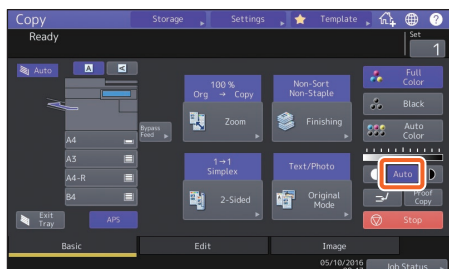 Copy
Storage
Settings
Template
?
Ready
Set
1
Auto
A
A
100 %
Org → Copy
Non-Sort
Non-Staple
Full
Color
Bypass
Feed
Zoom
Finishing
Black
Auto
Color
A4
A3
A4-R
B4
1→1
Simplex
Text/Photo
Auto
2-Sided
Original
Mode
Proof
Copy
Exit
Tray
APS
Stop
Basic
Edit
Image
05/10/2016
Job Status